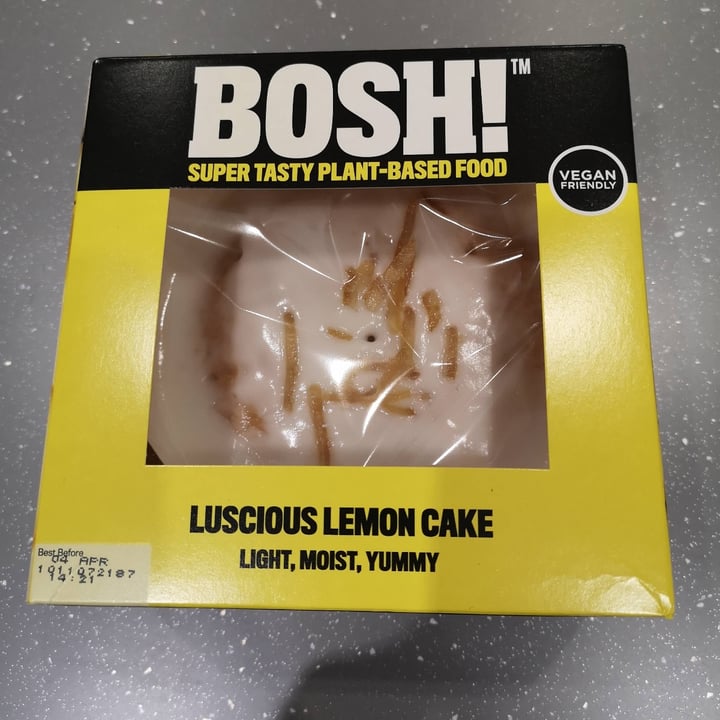 BOSH!™
SUPER TASTY PLANT-BASED FOOD
VEGAN
FRIENDLY
LUSCIOUS LEMON CAKE
LIGHT, MOIST, YUMMY
Best Before
04 APR
1011072187
14:21